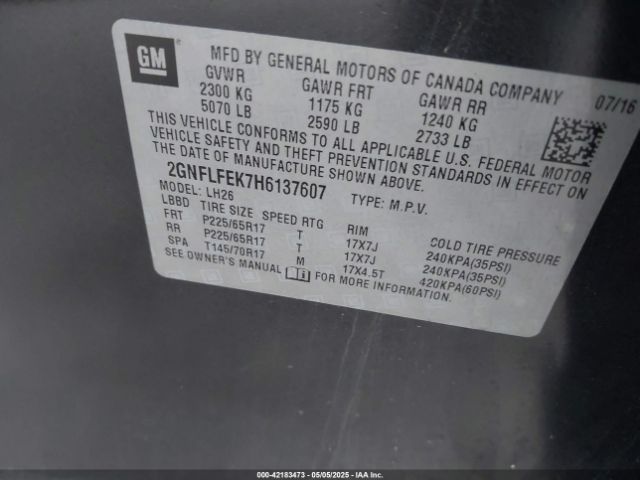 GM
MFD BY GENERAL MOTORS OF CANADA COMPANY
GVWR GAWR FRT GAWR RR 07/16
2300 KG 1175 KG 1240 KG
5070 LB 2590 LB 2733 LB
THIS VEHICLE CONFORMS TO ALL APPLICABLE U.S. FEDERAL MOTOR
VEHICLE SAFETY AND THEFT PREVENTION STANDARDS IN EFFECT ON
THE DATE OF MANUFACTURE SHOWN ABOVE.
2GNFLFEK7H6137607 TYPE: M.P.V.
MODEL: LH26
LBBD TIRE SIZE SPEED RTG RIM COLD TIRE PRESSURE
FRT P225/65R17 T 17X7J 240KPA(35PSI)
RR P225/65R17 T 17X7J 240KPA(35PSI)
SPA T145/70R17 M 17X4.5T 420KPA(60PSI)
SEE OWNER'S MANUAL FOR MORE INFORMATION.
000-42183473 - 05/05/2025 - IAAI.COM